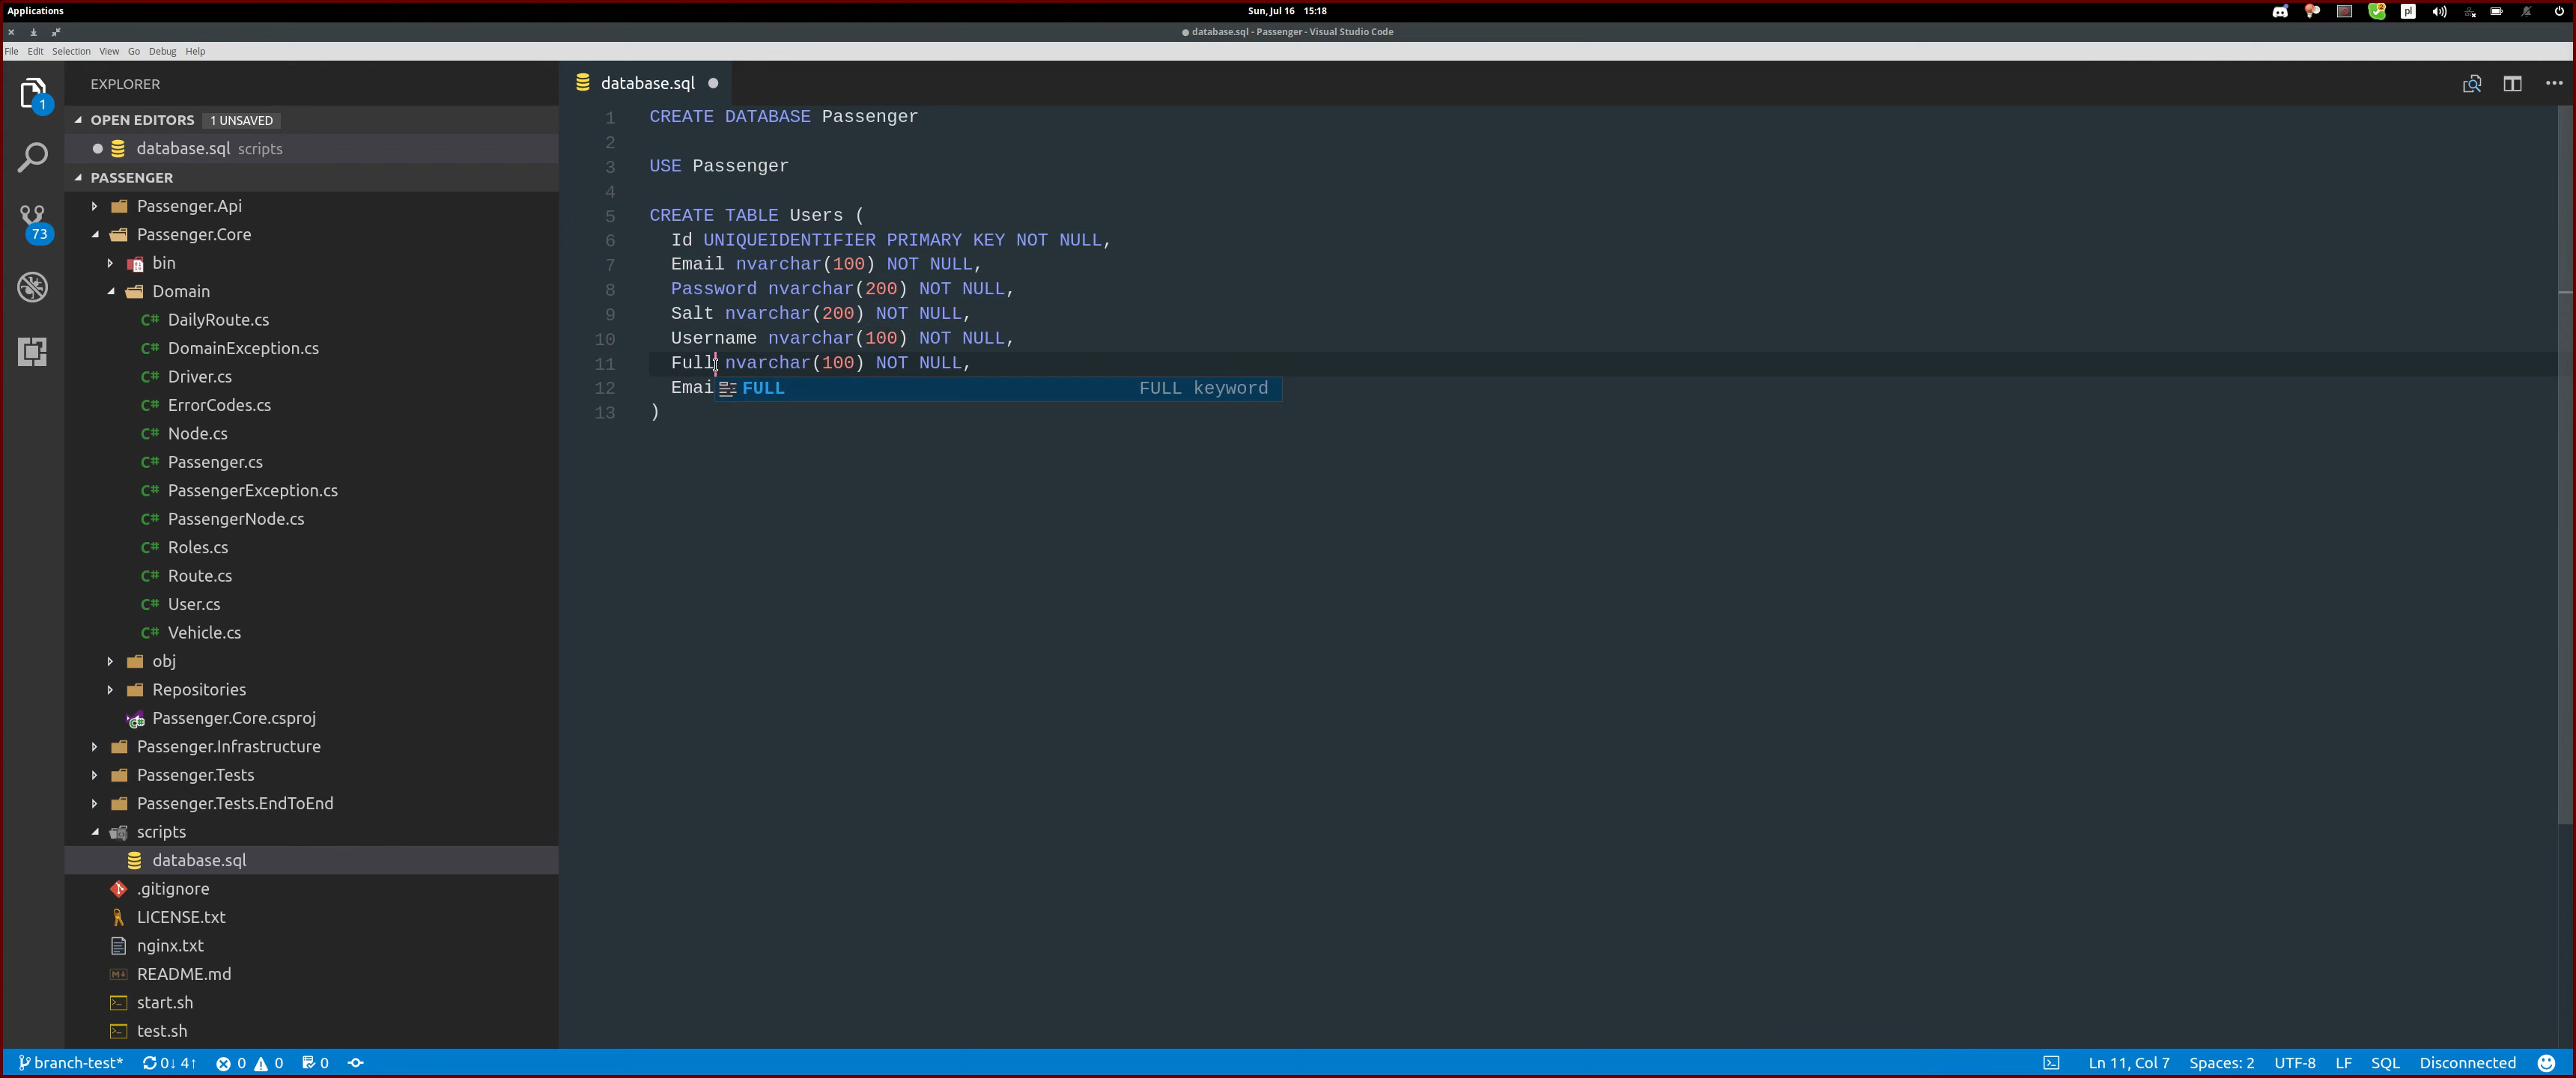 Applications
Sun, Jul 16 15:18
pl
● database.sql - Passenger - Visual Studio Code
File Edit Selection View Go Debug Help
EXPLORER
1
OPEN EDITORS 1 UNSAVED
database.sql scripts
PASSENGER
Passenger.Api
73
Passenger.Core
bin
Domain
C# DailyRoute.cs
C# DomainException.cs
C# Driver.cs
C# ErrorCodes.cs
C# Node.cs
C# Passenger.cs
C# PassengerException.cs
C# PassengerNode.cs
C# Roles.cs
C# Route.cs
C# User.cs
C# Vehicle.cs
obj
Repositories
Passenger.Core.csproj
Passenger.Infrastructure
Passenger.Tests
Passenger.Tests.EndToEnd
scripts
database.sql
.gitignore
LICENSE.txt
nginx.txt
README.md
start.sh
test.sh
database.sql
1 CREATE DATABASE Passenger
2
3 USE Passenger
4
5 CREATE TABLE Users (
6 Id UNIQUEIDENTIFIER PRIMARY KEY NOT NULL,
7 Email nvarchar(100) NOT NULL,
8 Password nvarchar(200) NOT NULL,
9 Salt nvarchar(200) NOT NULL,
10 Username nvarchar(100) NOT NULL,
11 Full nvarchar(100) NOT NULL,
12 Emai
FULL FULL keyword
13 )
branch-test* 0↓ 4↑ 0 0 0
Ln 11, Col 7 Spaces: 2 UTF-8 LF SQL Disconnected